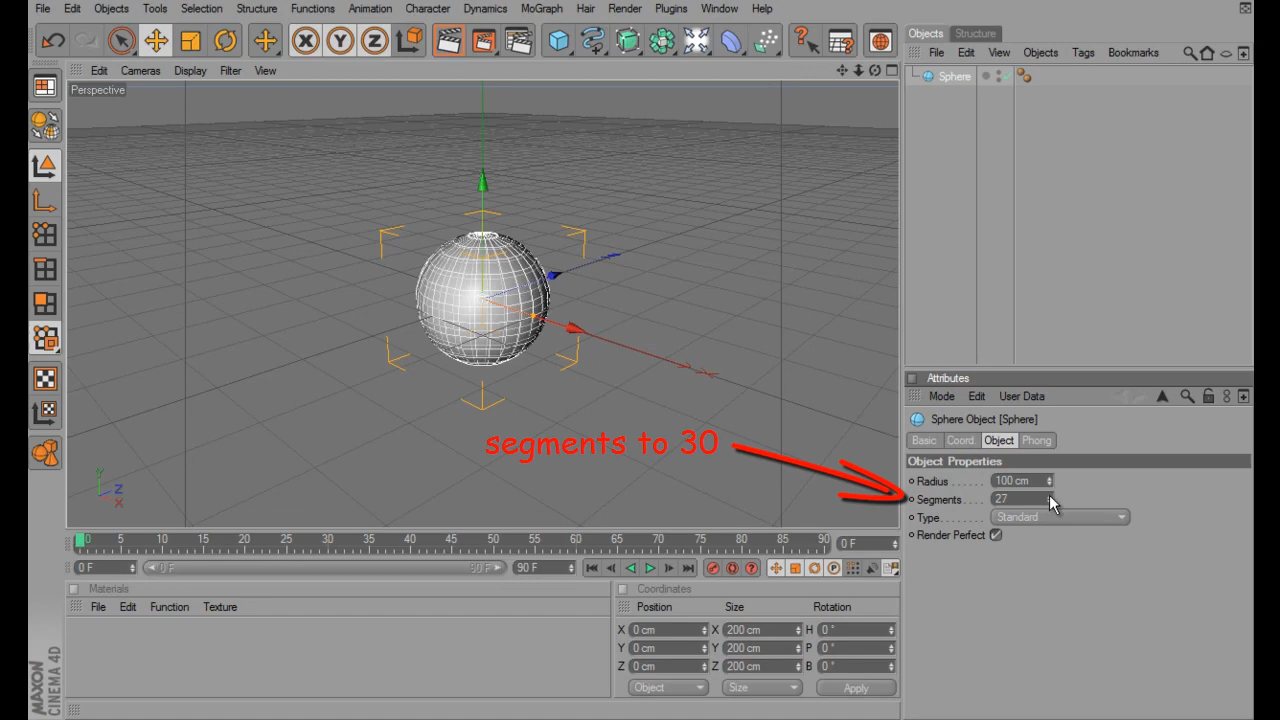 File Edit Objects Tools Selection Structure Functions Animation Character Dynamics MoGraph Hair Render Plugins Window Help
Objects Structure
File Edit View Objects Tags Bookmarks
Edit Cameras Display Filter View
Perspective
Sphere
Attributes
Mode Edit User Data
Sphere Object [Sphere]
Basic Coord. Object Phong
Object Properties
Radius 100 cm
Segments 27
Type Standard
Render Perfect
segments to 30
Y
Z
X
0 5 10 15 20 25 30 35 40 45 50 55 60 65 70 75 80 85 90 0 F
0 F 0 F 90 F 90 F
Materials
File Edit Function Texture
Coordinates
Position Size Rotation
X 0 cm X 200 cm H 0 °
Y 0 cm Y 200 cm P 0 °
Z 0 cm Z 200 cm B 0 °
Object Size Apply
MAXON
CINEMA 4D